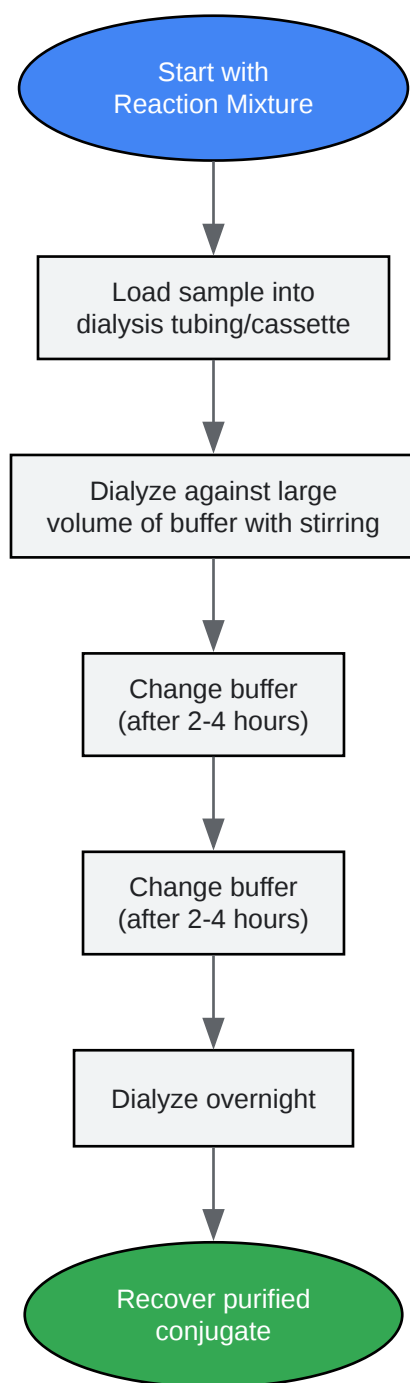 Start with
Reaction Mixture
Load sample into
dialysis tubing/cassette
Dialyze against large
volume of buffer with stirring
Change buffer
(after 2-4 hours)
Change buffer
(after 2-4 hours)
Dialyze overnight
Recover purified
conjugate